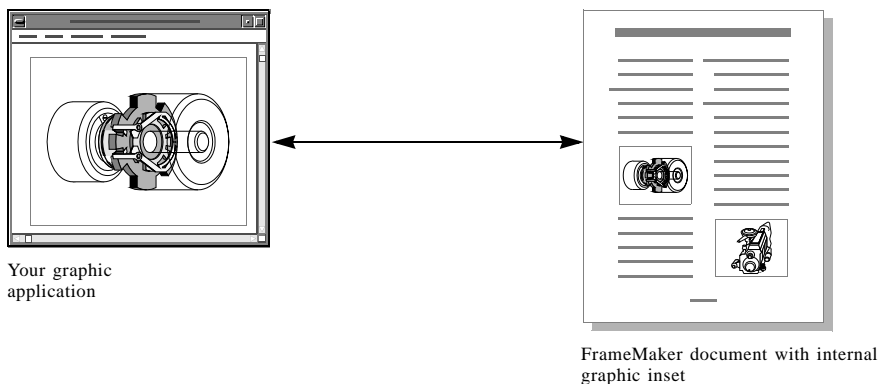 Your graphic
application
FrameMaker document with internal
graphic inset